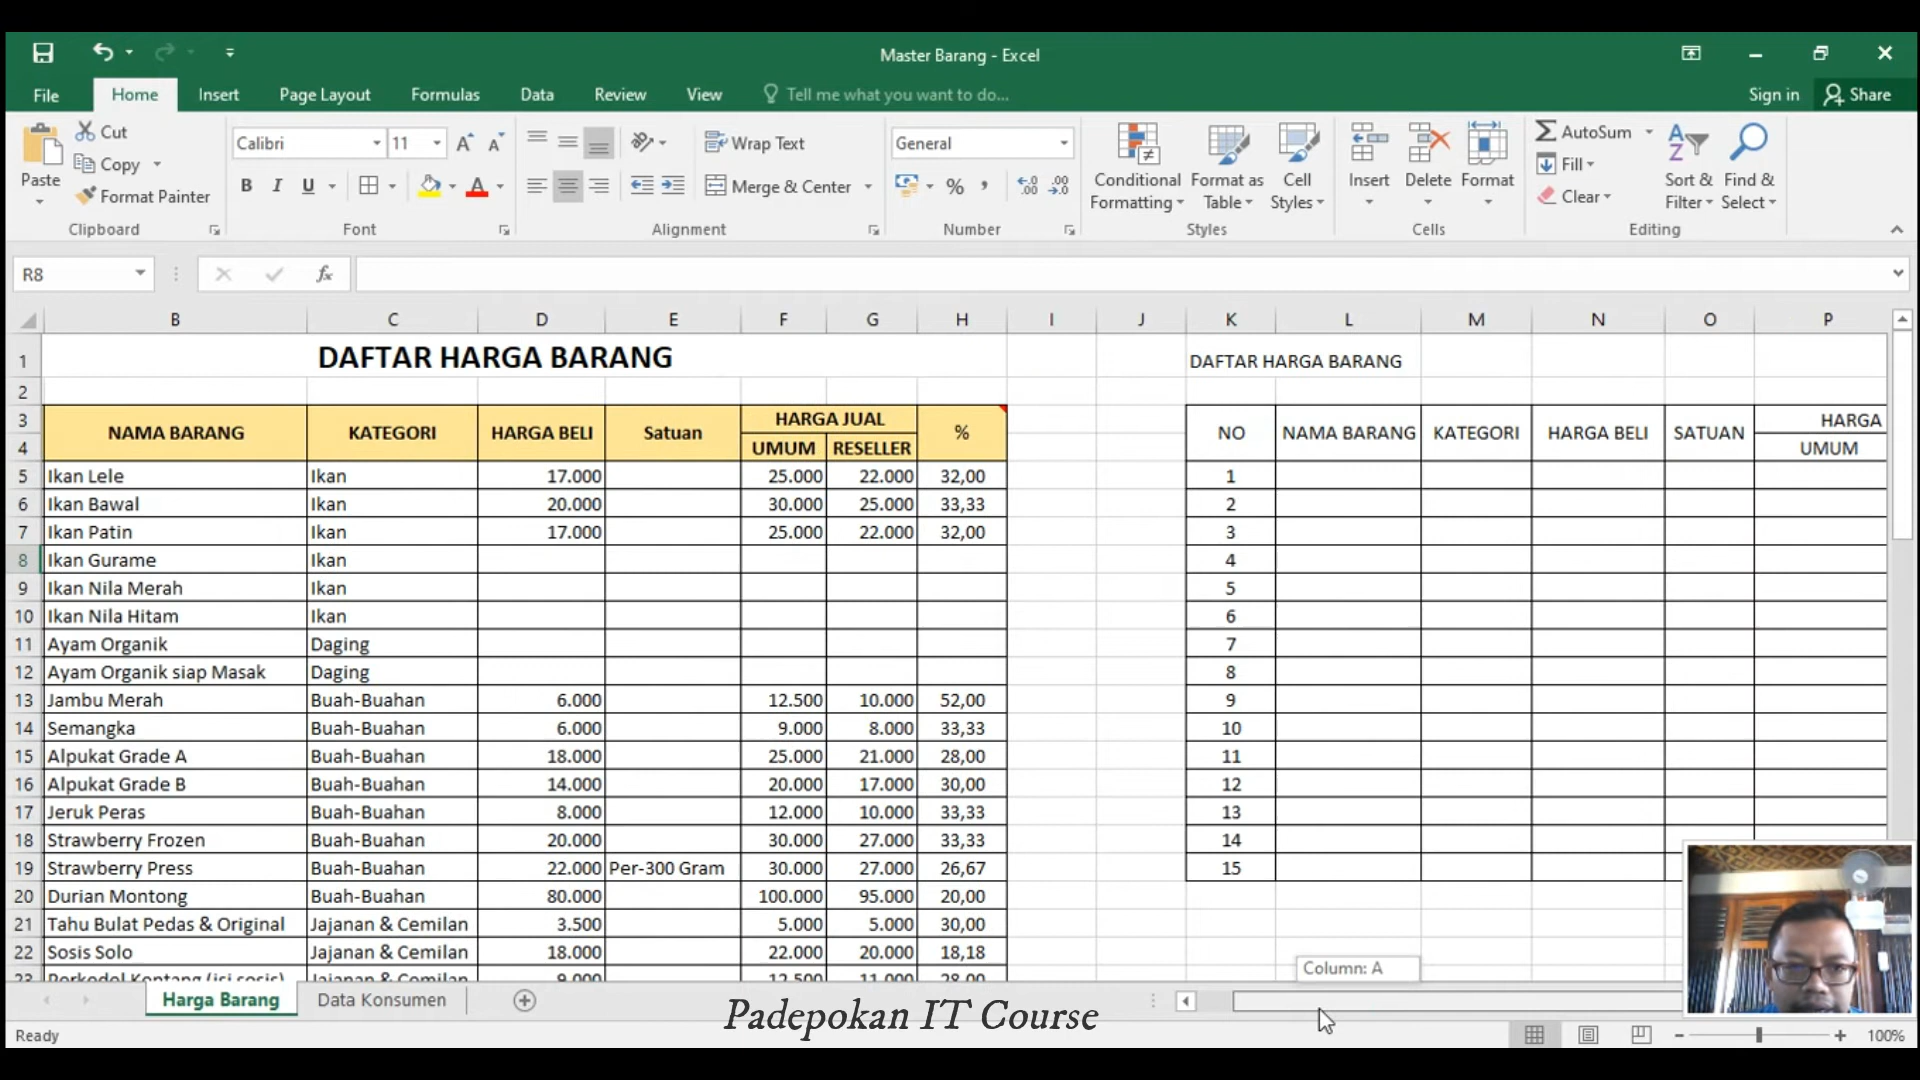 Master Barang - Excel
File Home Insert Page Layout Formulas Data Review View Tell me what you want to do... Sign in Share
Paste Cut Copy Format Painter Clipboard
Calibri 11 B I U Font
Wrap Text Merge & Center Alignment
General % , Number
Conditional Formatting Format as Table Cell Styles Styles
Insert Delete Format Cells
AutoSum Fill Clear Sort & Filter Find & Select Editing
R8 fx
B C D E F G H I J K L M N O P
1 DAFTAR HARGA BARANG DAFTAR HARGA BARANG
2
3 NAMA BARANG KATEGORI HARGA BELI Satuan HARGA JUAL % NO NAMA BARANG KATEGORI HARGA BELI SATUAN HARGA
4 UMUM RESELLER UMUM
5 Ikan Lele Ikan 17.000 25.000 22.000 32,00 1
6 Ikan Bawal Ikan 20.000 30.000 25.000 33,33 2
7 Ikan Patin Ikan 17.000 25.000 22.000 32,00 3
8 Ikan Gurame Ikan 4
9 Ikan Nila Merah Ikan 5
10 Ikan Nila Hitam Ikan 6
11 Ayam Organik Daging 7
12 Ayam Organik siap Masak Daging 8
13 Jambu Merah Buah-Buahan 6.000 12.500 10.000 52,00 9
14 Semangka Buah-Buahan 6.000 9.000 8.000 33,33 10
15 Alpukat Grade A Buah-Buahan 18.000 25.000 21.000 28,00 11
16 Alpukat Grade B Buah-Buahan 14.000 20.000 17.000 30,00 12
17 Jeruk Peras Buah-Buahan 8.000 12.000 10.000 33,33 13
18 Strawberry Frozen Buah-Buahan 20.000 30.000 27.000 33,33 14
19 Strawberry Press Buah-Buahan 22.000 Per-300 Gram 30.000 27.000 26,67 15
20 Durian Montong Buah-Buahan 80.000 100.000 95.000 20,00
21 Tahu Bulat Pedas & Original Jajanan & Cemilan 3.500 5.000 5.000 30,00
22 Sosis Solo Jajanan & Cemilan 18.000 22.000 20.000 18,18
23 Perkedel Kentang (isi sosis) Jajanan & Cemilan 9.000 12.500 11.000 28,00
Column: A
Harga Barang Data Konsumen
Padepokan IT Course
Ready 100%